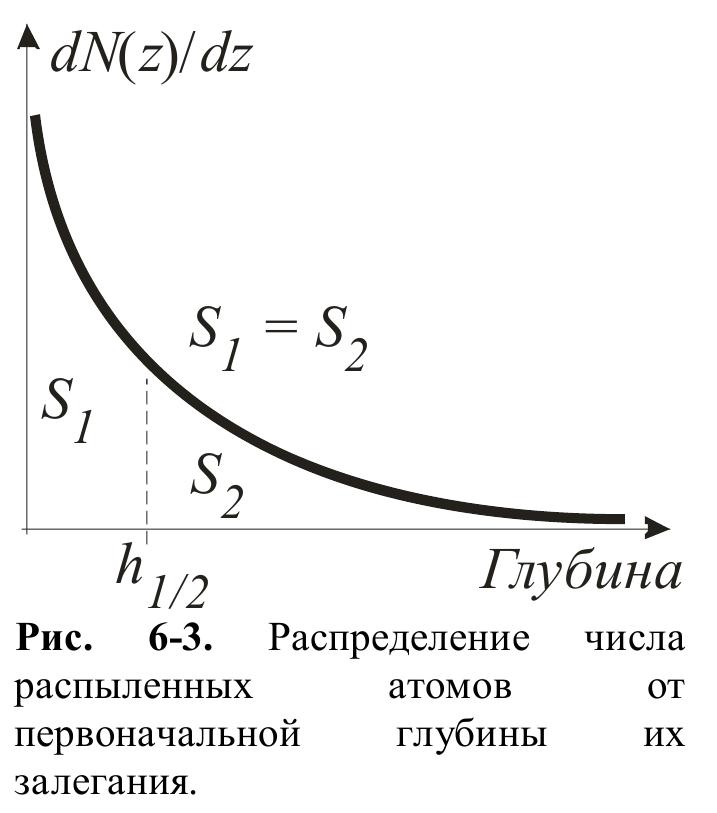 dN(z)/dz
S1 = S2
S1
S2
h1/2
Глубина
Рис. 6-3. Распределение числа
распыленных атомов от
первоначальной глубины их
залегания.